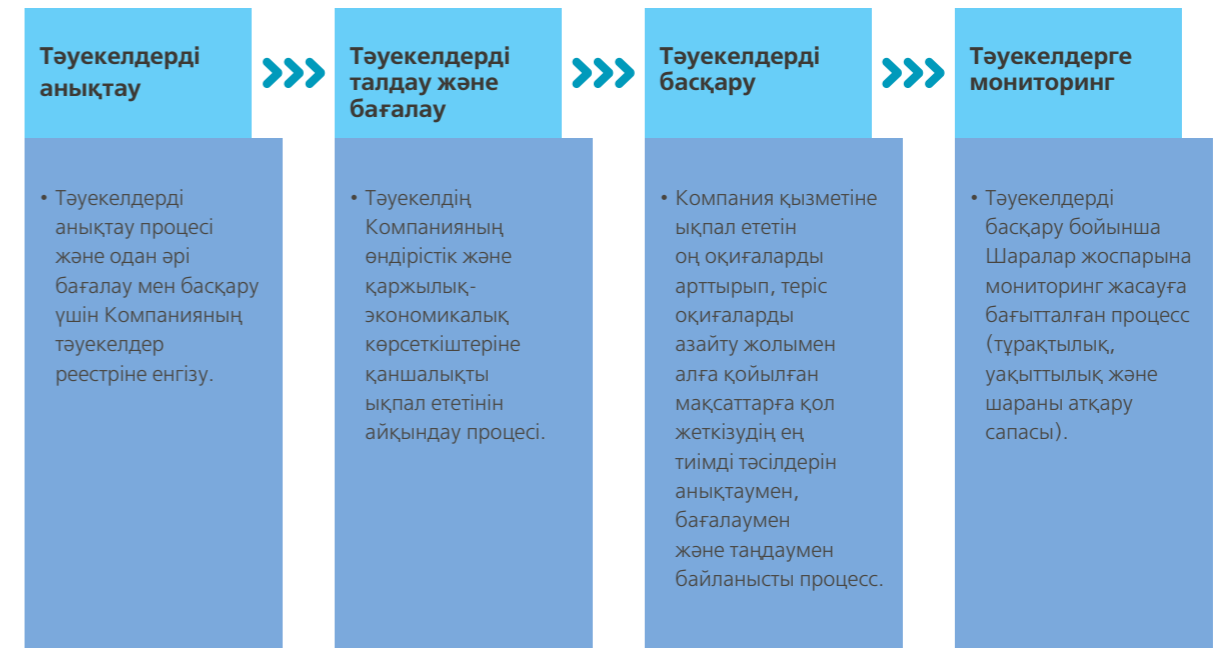 Тәуекелдерді
анықтау
Тәуекелдерді
талдау және
бағалау
Тәуекелдерді
басқару
Тәуекелдерге
мониторинг
• Тәуекелдерді
анықтау процесі
және одан әрі
бағалау мен басқару
үшін Компанияның
тәуекелдер
реестріне енгізу.
• Тәуекелдің
Компанияның
өндірістік және
қаржылық-
экономикалық
көрсеткіштеріне
қаншалықты
ықпал ететінін
айқындау процесі.
• Компания қызметіне
ықпал ететін
оң оқиғаларды
арттырып, теріс
оқиғаларды
азайту жолымен
алға қойылған
мақсаттарға қол
жеткізудің ең
тиімді тәсілдерін
анықтаумен,
бағалаумен
және таңдаумен
байланысты процесс.
• Тәуекелдерді
басқару бойынша
Шаралар жоспарына
мониторинг жасауға
бағытталған процесс
(тұрақтылық,
уақыттылық және
шараны атқару
сапасы).